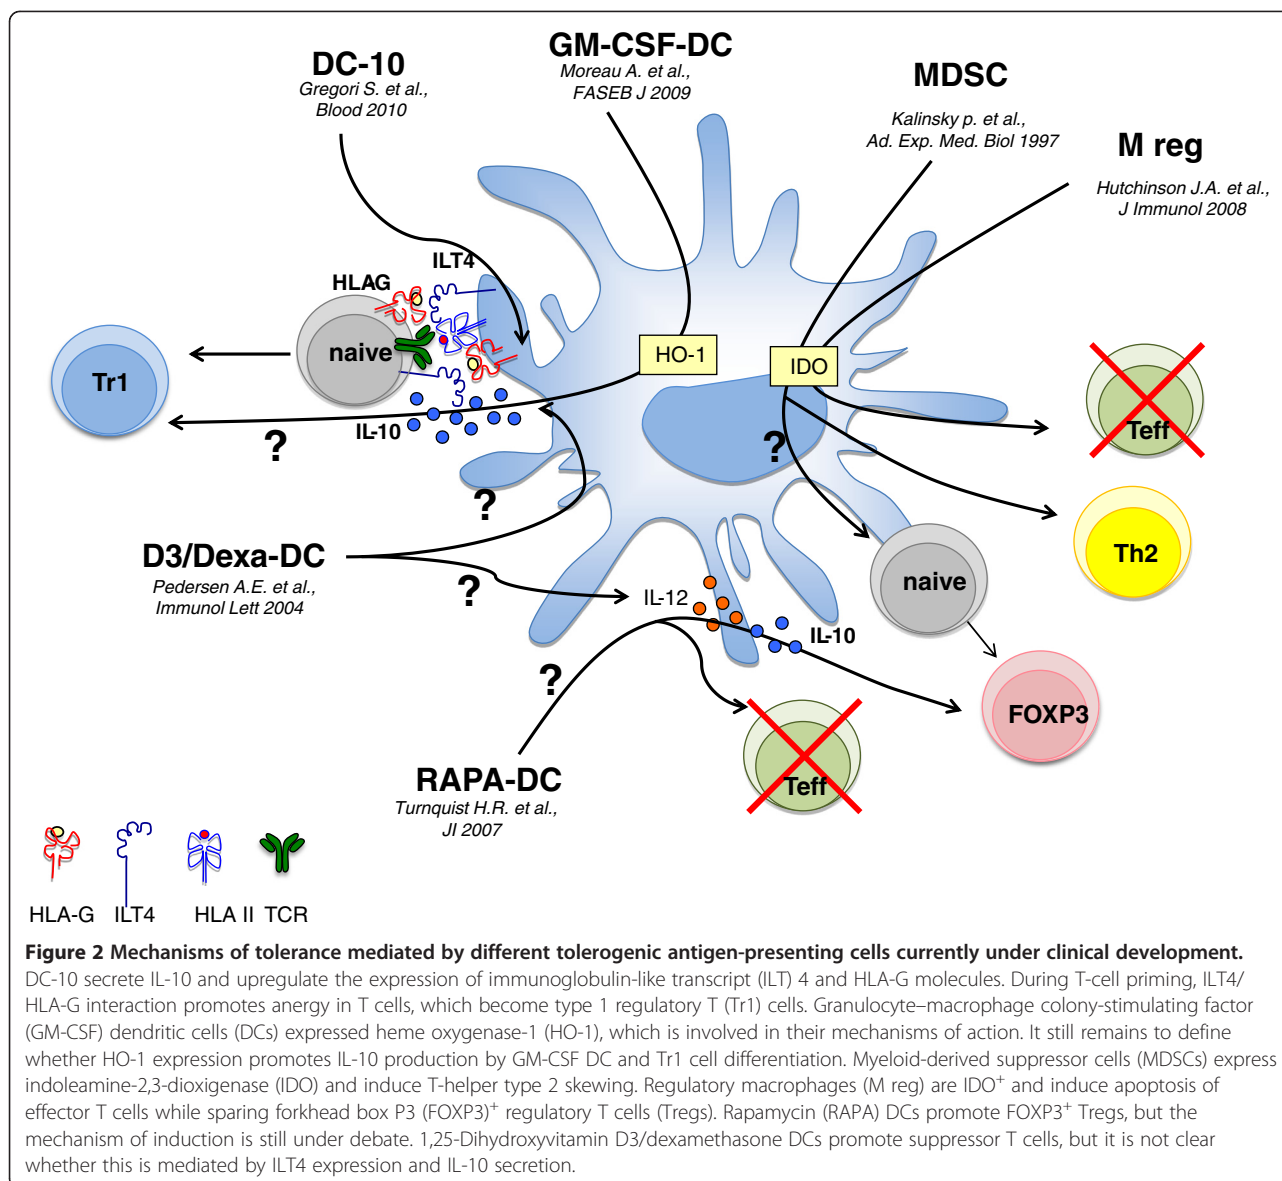 DC-10
Gregori S. et al.,
Blood 2010
GM-CSF-DC
Moreau A. et al.,
FASEB J 2009
MDSC
Kalinsky p. et al.,
Ad. Exp. Med. Biol 1997
M reg
Hutchinson J.A. et al.,
J Immunol 2008
ILT4
HLAG
naive
Tr1
HO-1
IDO
Teff
?
IL-10
?
?
Th2
D3/Dexa-DC
Pedersen A.E. et al.,
Immunol Lett 2004
?
naive
IL-12
IL-10
?
FOXP3
RAPA-DC
Turnquist H.R. et al.,
JI 2007
Teff
HLA-G ILT4 HLA II TCR
Figure 2 Mechanisms of tolerance mediated by different tolerogenic antigen-presenting cells currently under clinical development.
DC-10 secrete IL-10 and upregulate the expression of immunoglobulin-like transcript (ILT) 4 and HLA-G molecules. During T-cell priming, ILT4/
HLA-G interaction promotes anergy in T cells, which become type 1 regulatory T (Tr1) cells. Granulocyte–macrophage colony-stimulating factor
(GM-CSF) dendritic cells (DCs) expressed heme oxygenase-1 (HO-1), which is involved in their mechanisms of action. It still remains to define
whether HO-1 expression promotes IL-10 production by GM-CSF DC and Tr1 cell differentiation. Myeloid-derived suppressor cells (MDSCs) express
indoleamine-2,3-dioxigenase (IDO) and induce T-helper type 2 skewing. Regulatory macrophages (M reg) are IDO⁺ and induce apoptosis of
effector T cells while sparing forkhead box P3 (FOXP3)⁺ regulatory T cells (Tregs). Rapamycin (RAPA) DCs promote FOXP3⁺ Tregs, but the
mechanism of induction is still under debate. 1,25-Dihydroxyvitamin D3/dexamethasone DCs promote suppressor T cells, but it is not clear
whether this is mediated by ILT4 expression and IL-10 secretion.